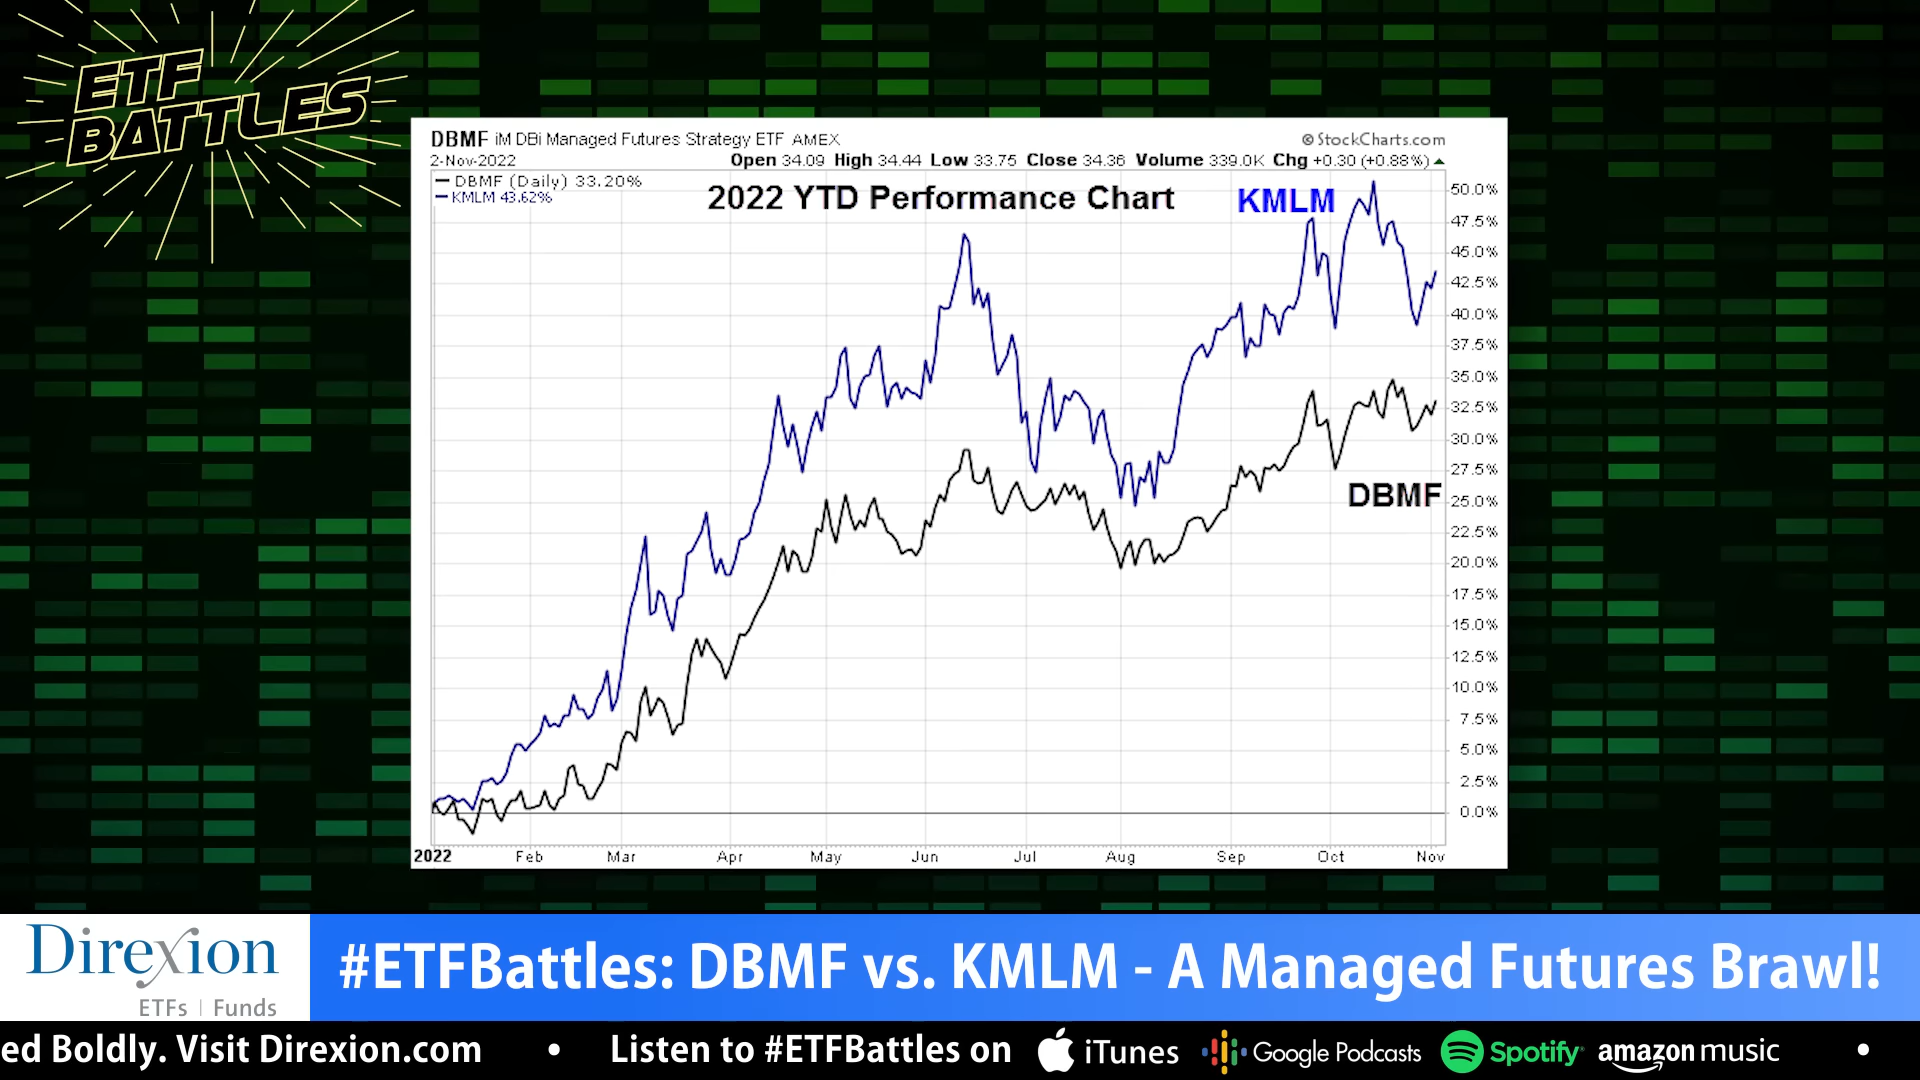 ETF
BATTLES
DBMF iM DBi Managed Futures Strategy ETF AMEX
© StockCharts.com
2-Nov-2022
Open 34.09 High 34.44 Low 33.75 Close 34.36 Volume 339.0K Chg +0.30 (+0.88%)
DBMF (Daily) 33.20%
KMLM 43.62%
2022 YTD Performance Chart
KMLM
DBMF
50.0%
47.5%
45.0%
42.5%
40.0%
37.5%
35.0%
32.5%
30.0%
27.5%
25.0%
22.5%
20.0%
17.5%
15.0%
12.5%
10.0%
7.5%
5.0%
2.5%
0.0%
2022 Feb Mar Apr May Jun Jul Aug Sep Oct Nov
Direxion
ETFs | Funds
#ETFBattles: DBMF vs. KMLM - A Managed Futures Brawl!
ed Boldly. Visit Direxion.com • Listen to #ETFBattles on iTunes Google Podcasts Spotify amazon music •